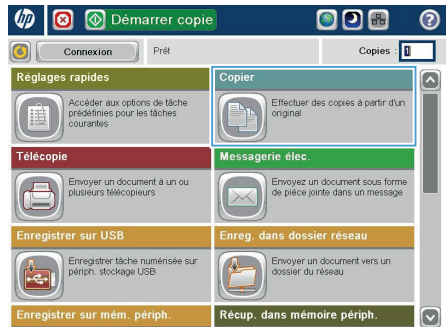 hp
Démarrer copie
?
Connexion
Prêt
Copies : 1
Réglages rapides
Accéder aux options de tâche
prédéfinies pour les tâches
courantes
Copier
Effectuer des copies à partir d'un
original
Télécopie
Envoyer un document à un ou
plusieurs télécopieurs
Messagerie élec.
Envoyez un document sous forme
de pièce jointe dans un message
Enregistrer sur USB
Enregistrer tâche numérisée sur
périph. stockage USB
Enreg. dans dossier réseau
Envoyer un document vers un
dossier du réseau
Enregistrer sur mém. périph.
Récup. dans mémoire périph.